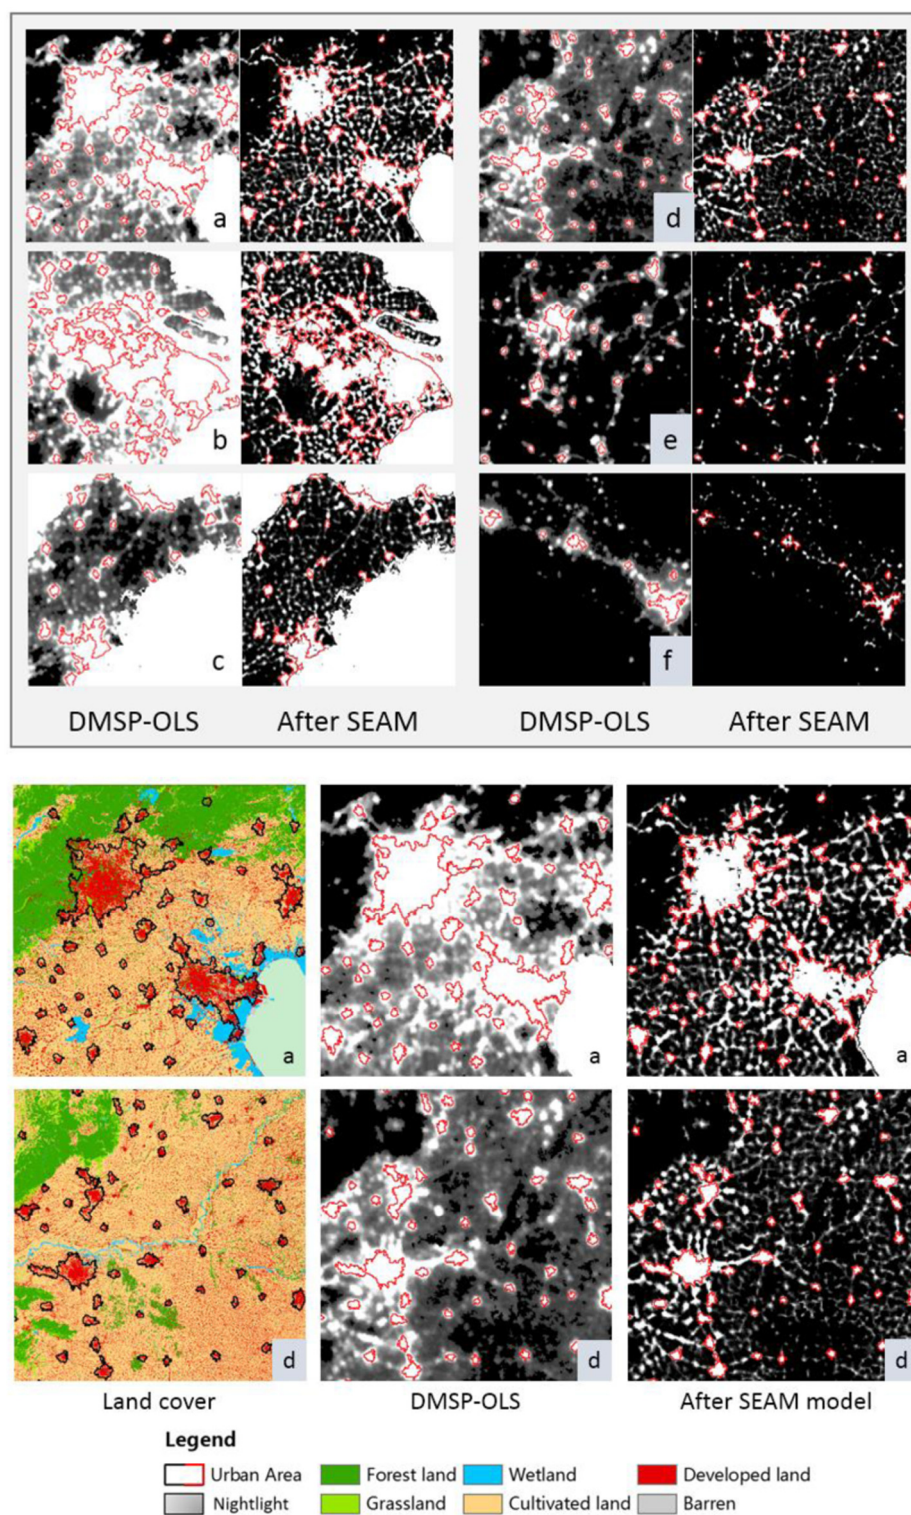 a
d
b
e
c
f
DMSP-OLS After SEAM DMSP-OLS After SEAM
a a a
d d d
Land cover DMSP-OLS After SEAM model
Legend
Urban Area Forest land Wetland Developed land
Nightlight Grassland Cultivated land Barren